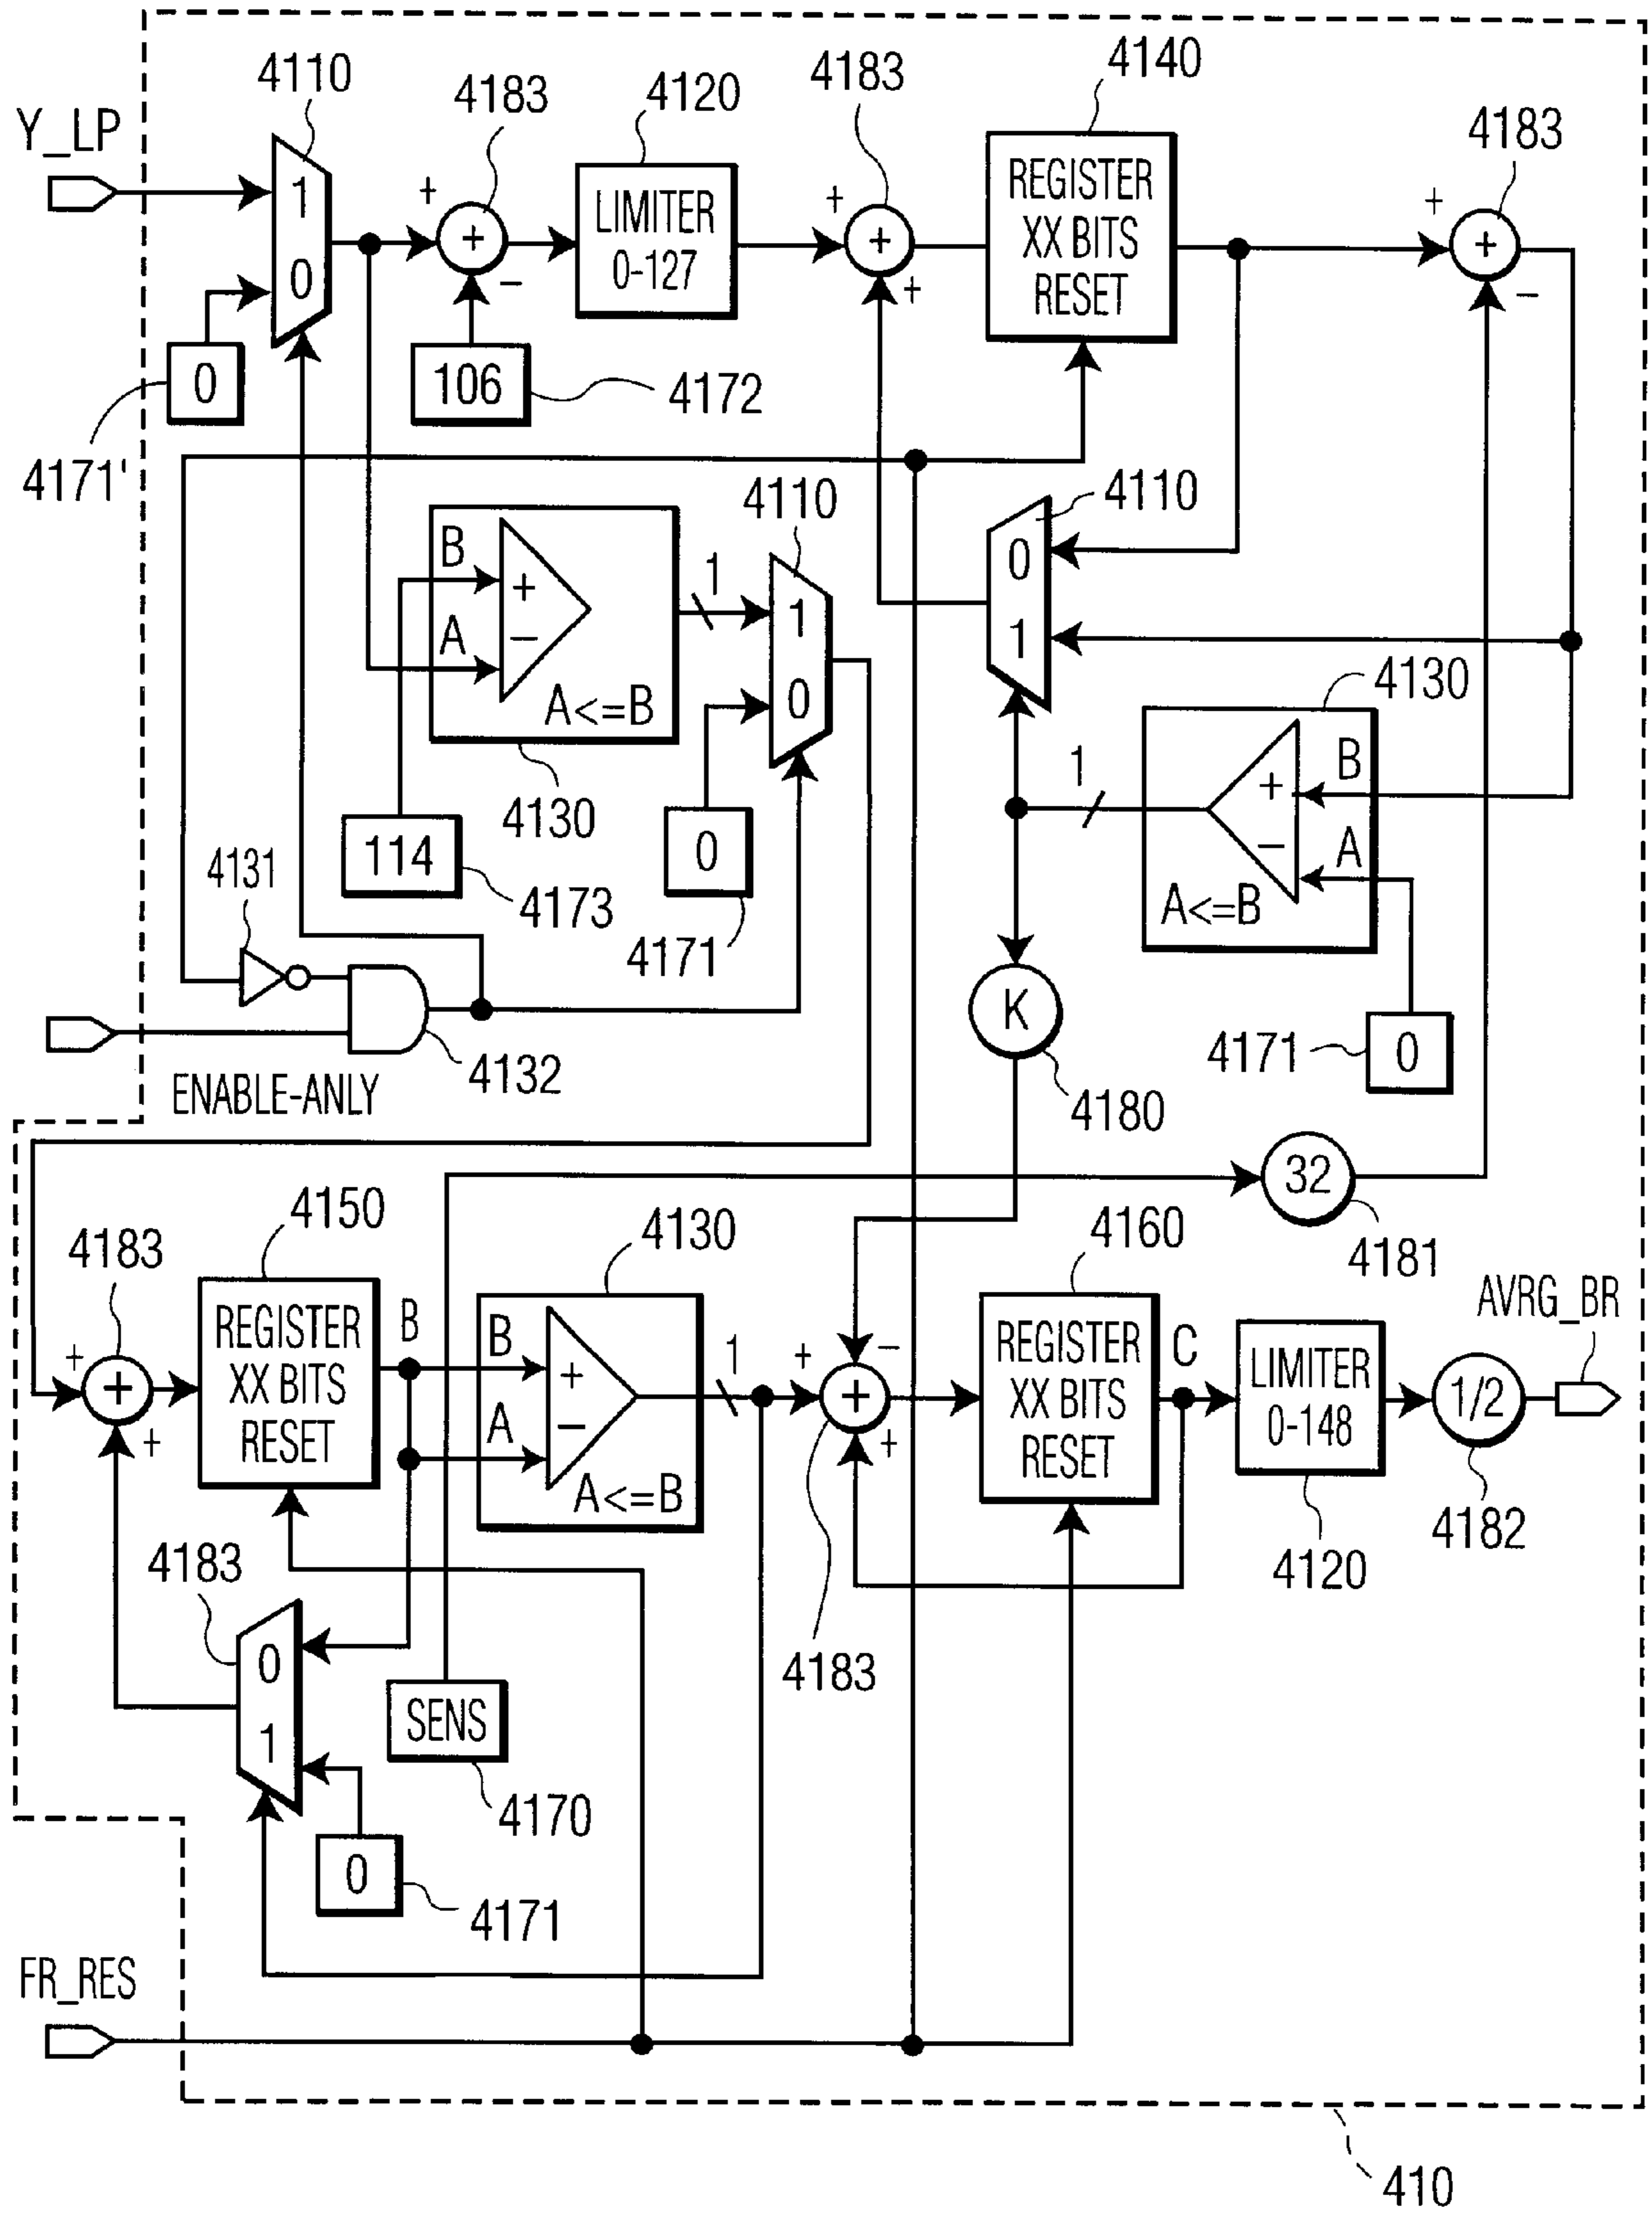 4110
4183
4120
4183
4140
4183
Y_LP
1
0
+
+
−
LIMITER
0-127
+
+
+
REGISTER
XX BITS
RESET
+
+
−
0
106
4172
4171'
4110
4110
B
+
A
−
A<=B
1
1
0
0
1
4130
4130
1
B
+
A
−
A<=B
114
4173
0
4171
4131
4132
K
4180
4171
0
ENABLE-ANLY
32
4181
4183
4150
4130
4160
AVRG_BR
+
+
+
REGISTER
XX BITS
RESET
B
B
+
A
−
A<=B
1
+
−
+
+
REGISTER
XX BITS
RESET
C
LIMITER
0-148
1/2
4182
4120
4183
0
1
SENS
4170
4183
0
4171
FR_RES
410